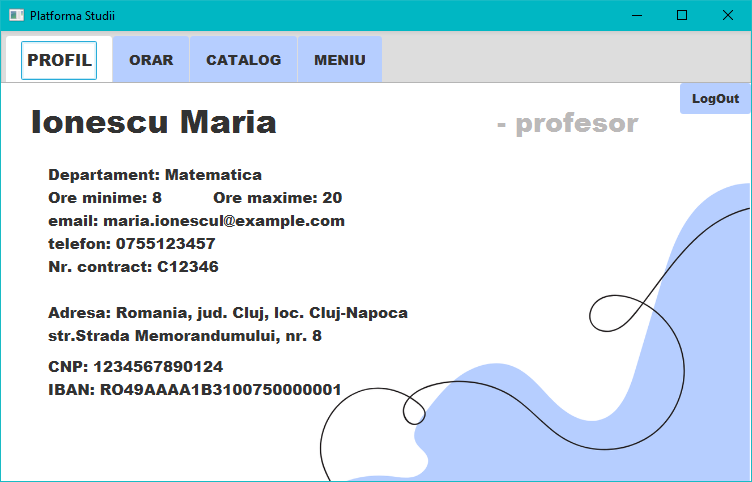 Platforma Studii
PROFIL ORAR CATALOG MENIU
LogOut
Ionescu Maria - profesor
Departament: Matematica
Ore minime: 8 Ore maxime: 20
email: maria.ionescul@example.com
telefon: 0755123457
Nr. contract: C12346
Adresa: Romania, jud. Cluj, loc. Cluj-Napoca
str.Strada Memorandumului, nr. 8
CNP: 1234567890124
IBAN: RO49AAAA1B3100750000001